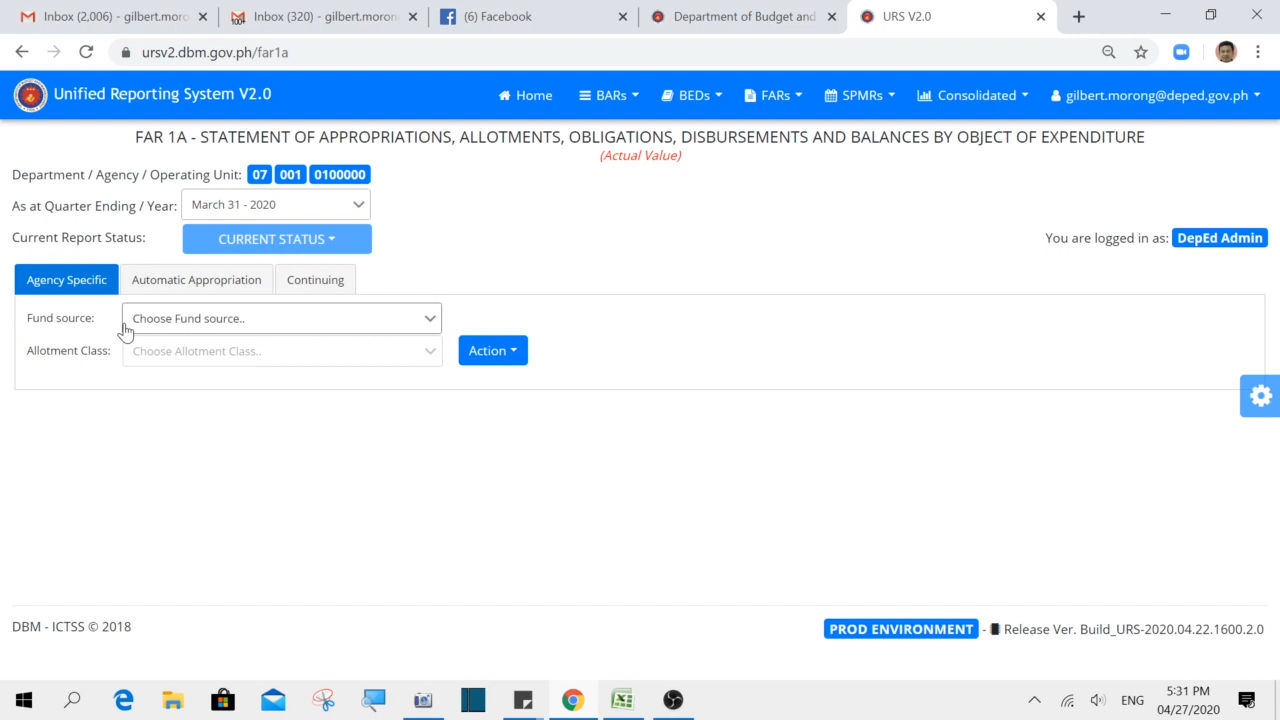 Inbox (2,006) - gilbert.moro
Inbox (320) - gilbert.moron
(6) Facebook
Department of Budget and
URS V2.0
ursv2.dbm.gov.ph/far1a
Unified Reporting System V2.0
Home
BARs
BEDs
FARs
SPMRs
Consolidated
gilbert.morong@deped.gov.ph
FAR 1A - STATEMENT OF APPROPRIATIONS, ALLOTMENTS, OBLIGATIONS, DISBURSEMENTS AND BALANCES BY OBJECT OF EXPENDITURE
(Actual Value)
Department / Agency / Operating Unit: 07 001 0100000
As at Quarter Ending / Year: March 31 - 2020
Current Report Status: CURRENT STATUS
You are logged in as: DepEd Admin
Agency Specific
Automatic Appropriation
Continuing
Fund source: Choose Fund source..
Allotment Class: Choose Allotment Class..
Action
DBM - ICTSS © 2018
PROD ENVIRONMENT - Release Ver. Build_URS-2020.04.22.1600.2.0
ENG
5:31 PM
04/27/2020